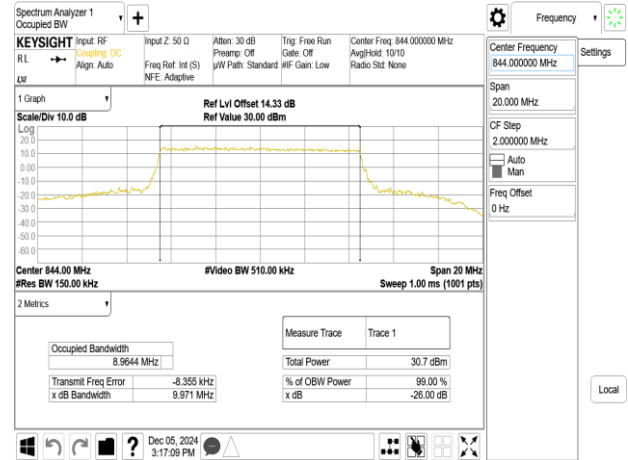 Spectrum Analyzer 1
Occupied BW
Frequency
KEYSIGHT
RL
LXI
Input: RF
Coupling: DC
Align: Auto
Input Z: 50 Ω
Freq Ref: Int (S)
NFE: Adaptive
Atten: 30 dB
Preamp: Off
µW Path: Standard
Trig: Free Run
Gate: Off
#IF Gain: Low
Center Freq: 844.000000 MHz
Avg|Hold: 10/10
Radio Std: None
Center Frequency
844.000000 MHz
Settings
Span
20.000 MHz
CF Step
2.000000 MHz
Auto
Man
Freq Offset
0 Hz
Local
1 Graph
Scale/Div 10.0 dB
Ref Lvl Offset 14.33 dB
Ref Value 30.00 dBm
Log
20.0
10.0
0.00
-10.0
-20.0
-30.0
-40.0
-50.0
-60.0
Center 844.00 MHz
#Video BW 510.00 kHz
Span 20 MHz
#Res BW 150.00 kHz
Sweep 1.00 ms (1001 pts)
2 Metrics
Measure Trace Trace 1
Occupied Bandwidth
8.9644 MHz
Total Power 30.7 dBm
Transmit Freq Error -8.355 kHz
% of OBW Power 99.00 %
x dB Bandwidth 9.971 MHz
x dB -26.00 dB
?
Dec 05, 2024
3:17:09 PM